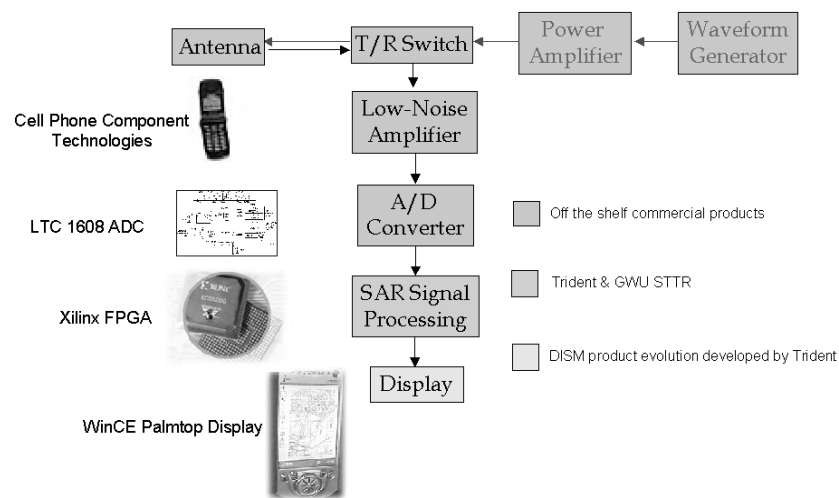 Antenna
T/R Switch
Power
Amplifier
Waveform
Generator
Cell Phone Component
Technologies
Low-Noise
Amplifier
LTC 1608 ADC
A/D
Converter
Off the shelf commercial products
Xilinx FPGA
XILINX
SAR Signal
Processing
Trident & GWU STTR
Display
DISM product evolution developed by Trident
WinCE Palmtop Display